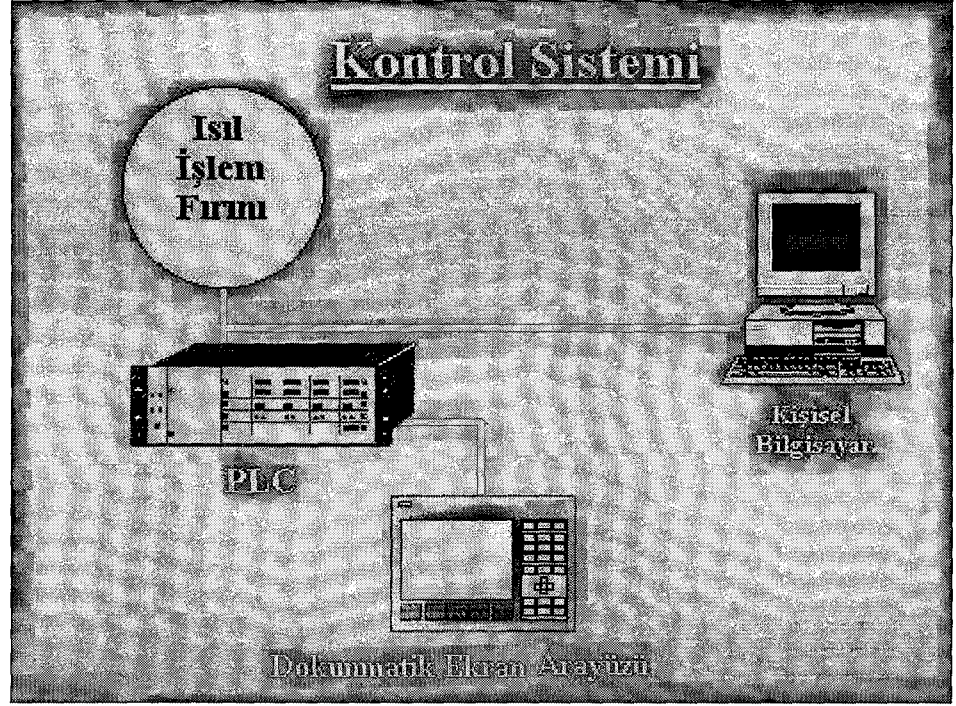 Kontrol Sistemi
Isıl
İşlem
Fırını
Kişisel
Bilgisayar
PLC
Dokunmatik Ekran Arayüzü